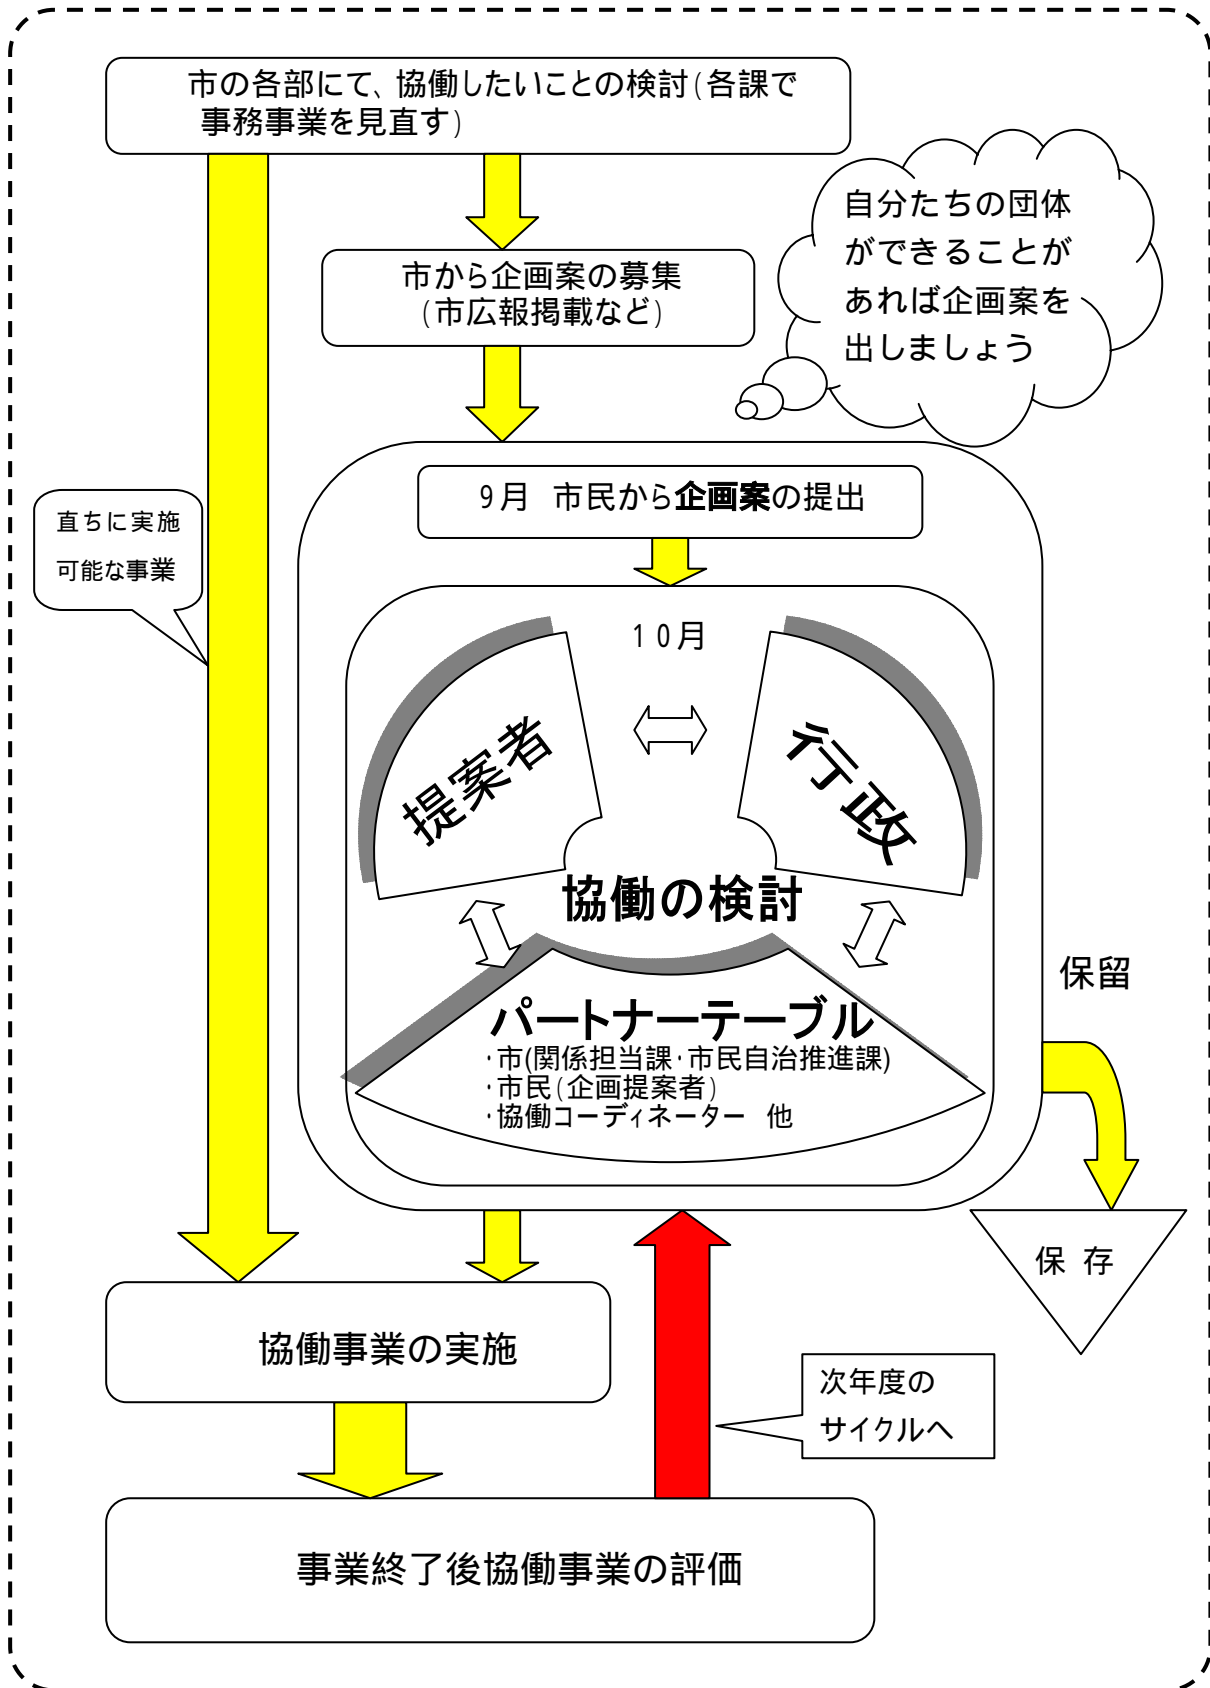 市の各部にて、協働したいことの検討(各課で
事務事業を見直す)
自分たちの団体
ができることが
あれば企画案を
出しましょう
市から企画案の募集
(市広報掲載など)
9月 市民から企画案の提出
直ちに実施
可能な事業
10月
提案者
行政
協働の検討
パートナーテーブル
・市(関係担当課・市民自治推進課)
・市民(企画提案者)
・協働コーディネーター 他
保留
保 存
協働事業の実施
次年度の
サイクルへ
事業終了後協働事業の評価